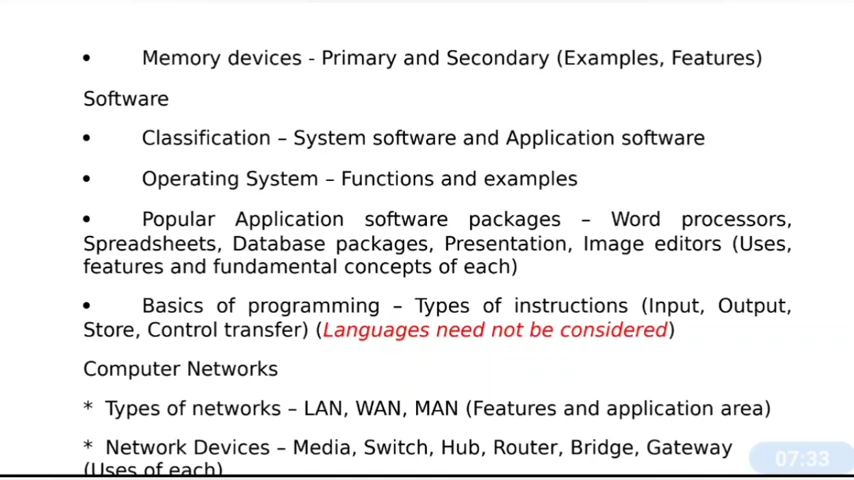 • Memory devices - Primary and Secondary (Examples, Features)
Software
• Classification – System software and Application software
• Operating System – Functions and examples
• Popular Application software packages – Word processors,
Spreadsheets, Database packages, Presentation, Image editors (Uses,
features and fundamental concepts of each)
• Basics of programming – Types of instructions (Input, Output,
Store, Control transfer) (Languages need not be considered)
Computer Networks
* Types of networks – LAN, WAN, MAN (Features and application area)
* Network Devices – Media, Switch, Hub, Router, Bridge, Gateway
(Uses of each)
07:33